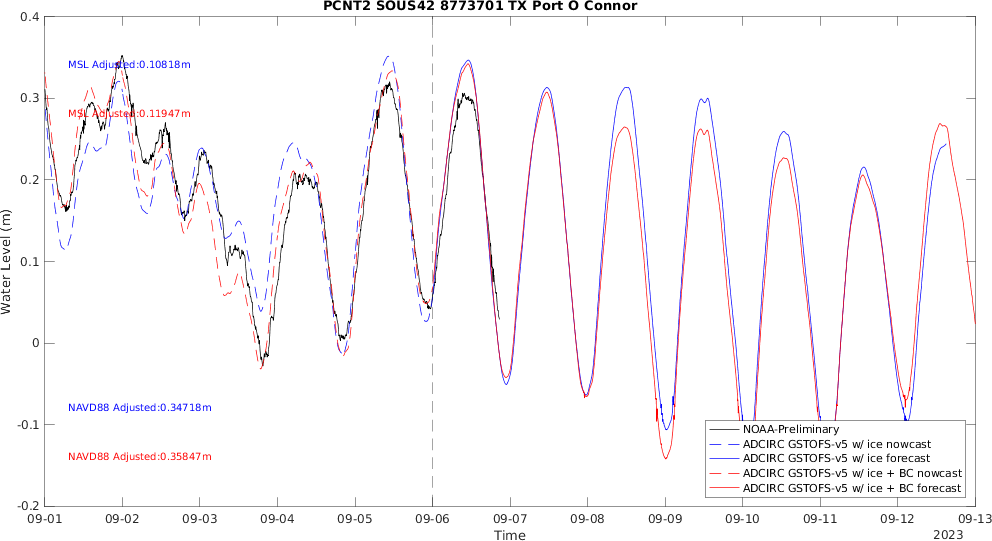 PCNT2 SOUS42 8773701 TX Port O Connor
0.4
0.3
0.2
0.1
0
-0.1
-0.2
Water Level (m)
MSL Adjusted:0.10818m
MSL Adjusted:0.11947m
NAVD88 Adjusted:0.34718m
NAVD88 Adjusted:0.35847m
NOAA-Preliminary
ADCIRC GSTOFS-v5 w/ ice nowcast
ADCIRC GSTOFS-v5 w/ ice forecast
ADCIRC GSTOFS-v5 w/ ice + BC nowcast
ADCIRC GSTOFS-v5 w/ ice + BC forecast
09-01 09-02 09-03 09-04 09-05 09-06 09-07 09-08 09-09 09-10 09-11 09-12 09-13
Time
2023